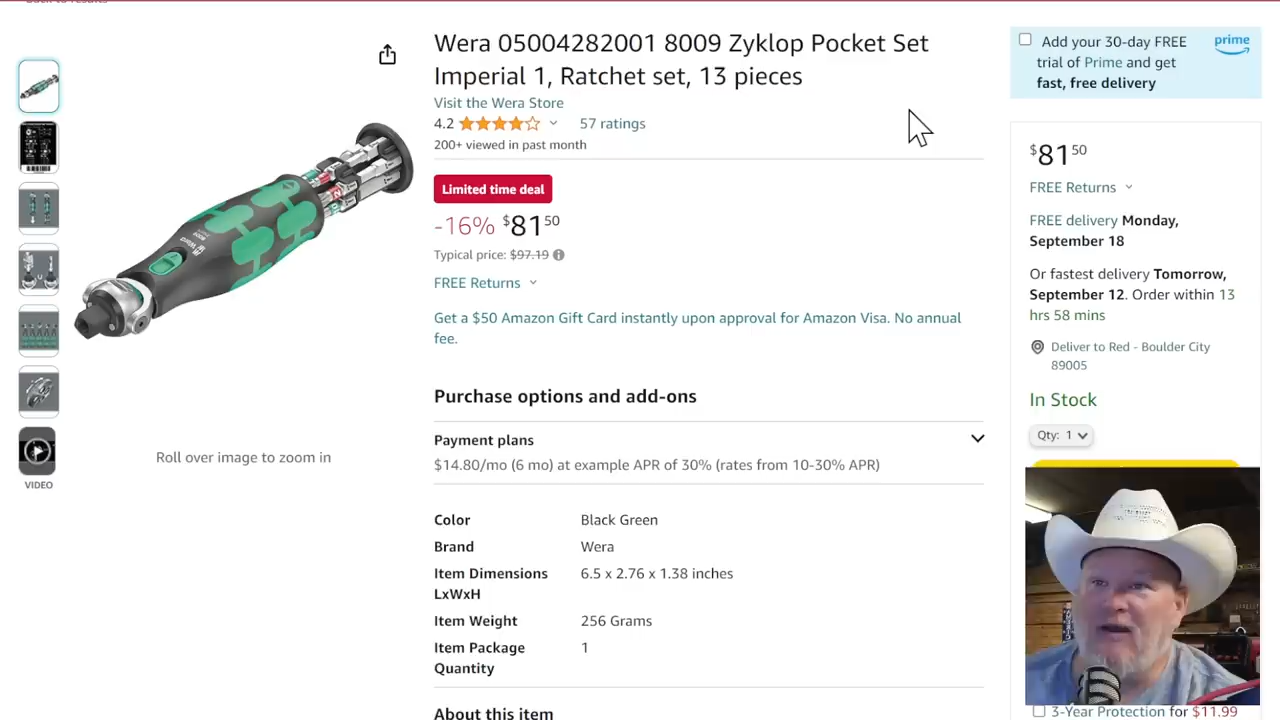 Back to results
Wera 05004282001 8009 Zyklop Pocket Set
Imperial 1, Ratchet set, 13 pieces
Visit the Wera Store
4.2 57 ratings
200+ viewed in past month
Limited time deal
-16% $81 50
Typical price: $97.19
FREE Returns
Get a $50 Amazon Gift Card instantly upon approval for Amazon Visa. No annual
fee.
Purchase options and add-ons
Payment plans
$14.80/mo (6 mo) at example APR of 30% (rates from 10-30% APR)
Color Black Green
Brand Wera
Item Dimensions 6.5 x 2.76 x 1.38 inches
LxWxH
Item Weight 256 Grams
Item Package 1
Quantity
About this item
Roll over image to zoom in
VIDEO
Add your 30-day FREE prime
trial of Prime and get
fast, free delivery
$81 50
FREE Returns
FREE delivery Monday,
September 18
Or fastest delivery Tomorrow,
September 12. Order within 13
hrs 58 mins
Deliver to Red - Boulder City
89005
In Stock
Qty: 1
3-Year Protection for $11.99